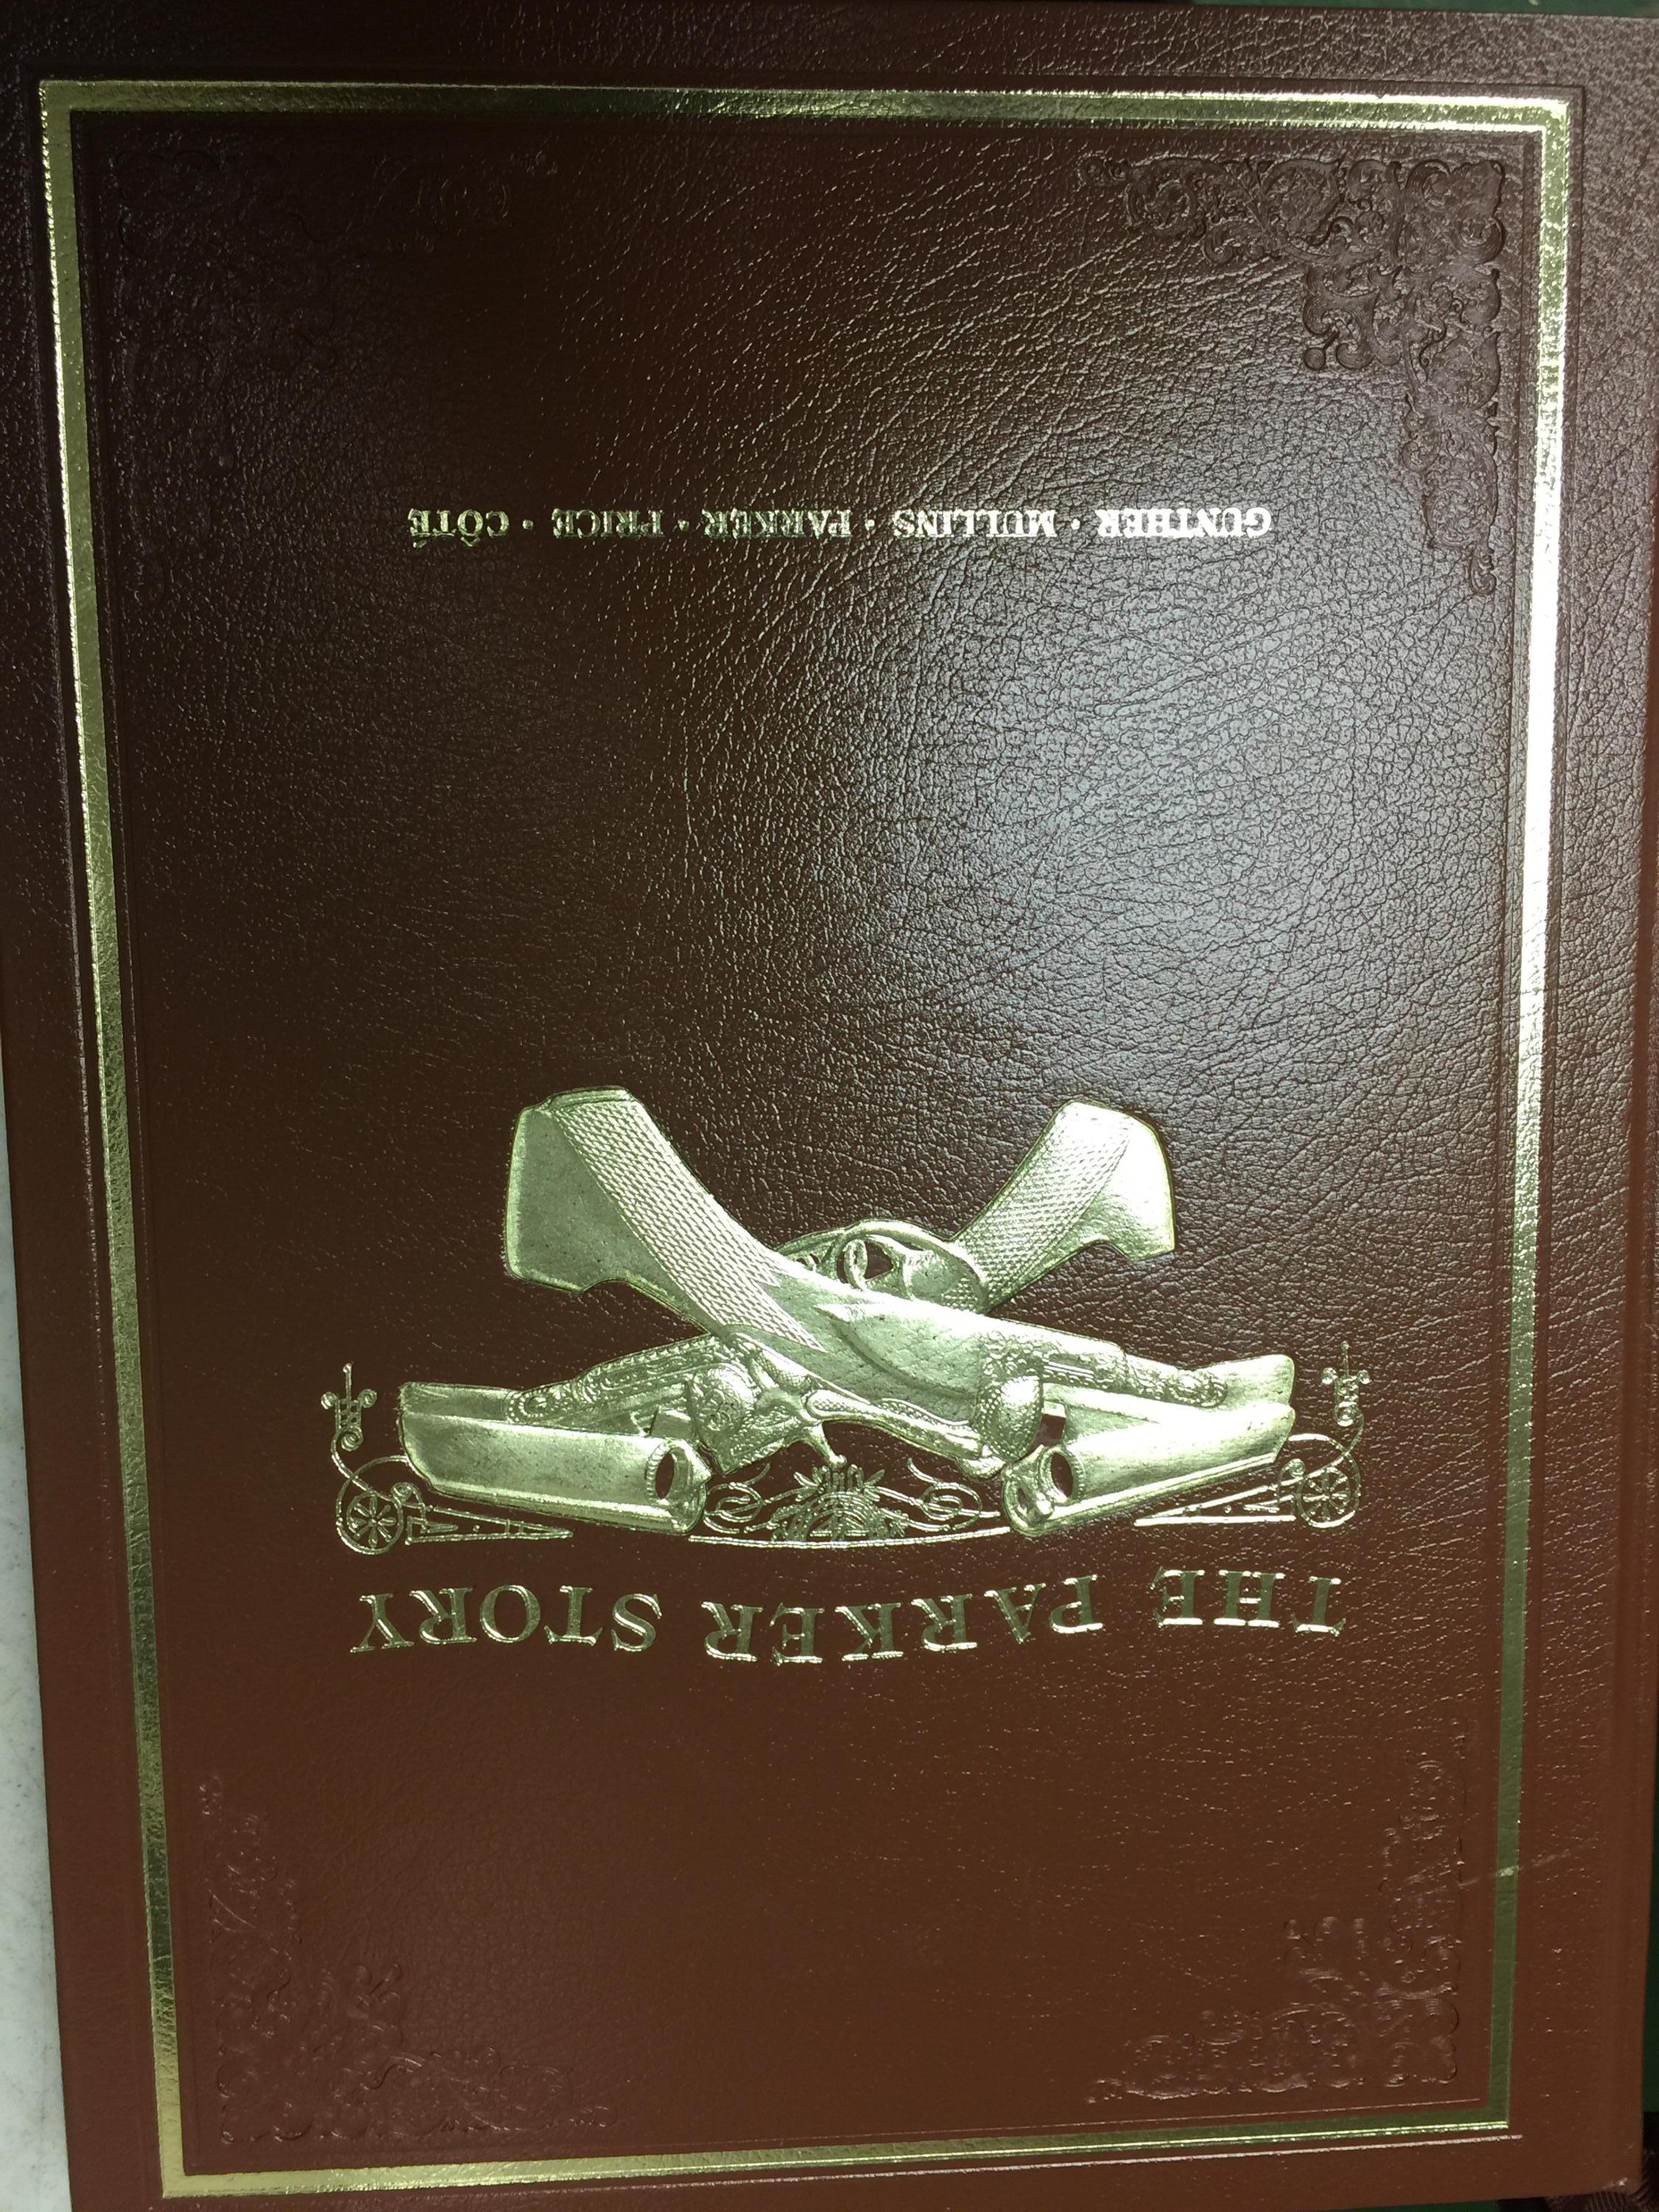 THE PARKER STORY
GUNTHER · MULLINS · PARKER · PRICE · CÔTÉ